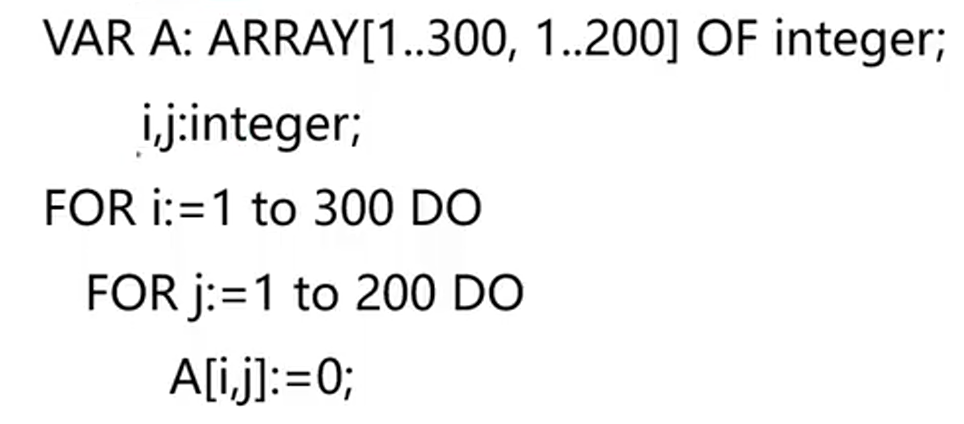 VAR A: ARRAY[1..300, 1..200] OF integer;
i,j:integer;
FOR i:=1 to 300 DO
FOR j:=1 to 200 DO
A[i,j]:=0;